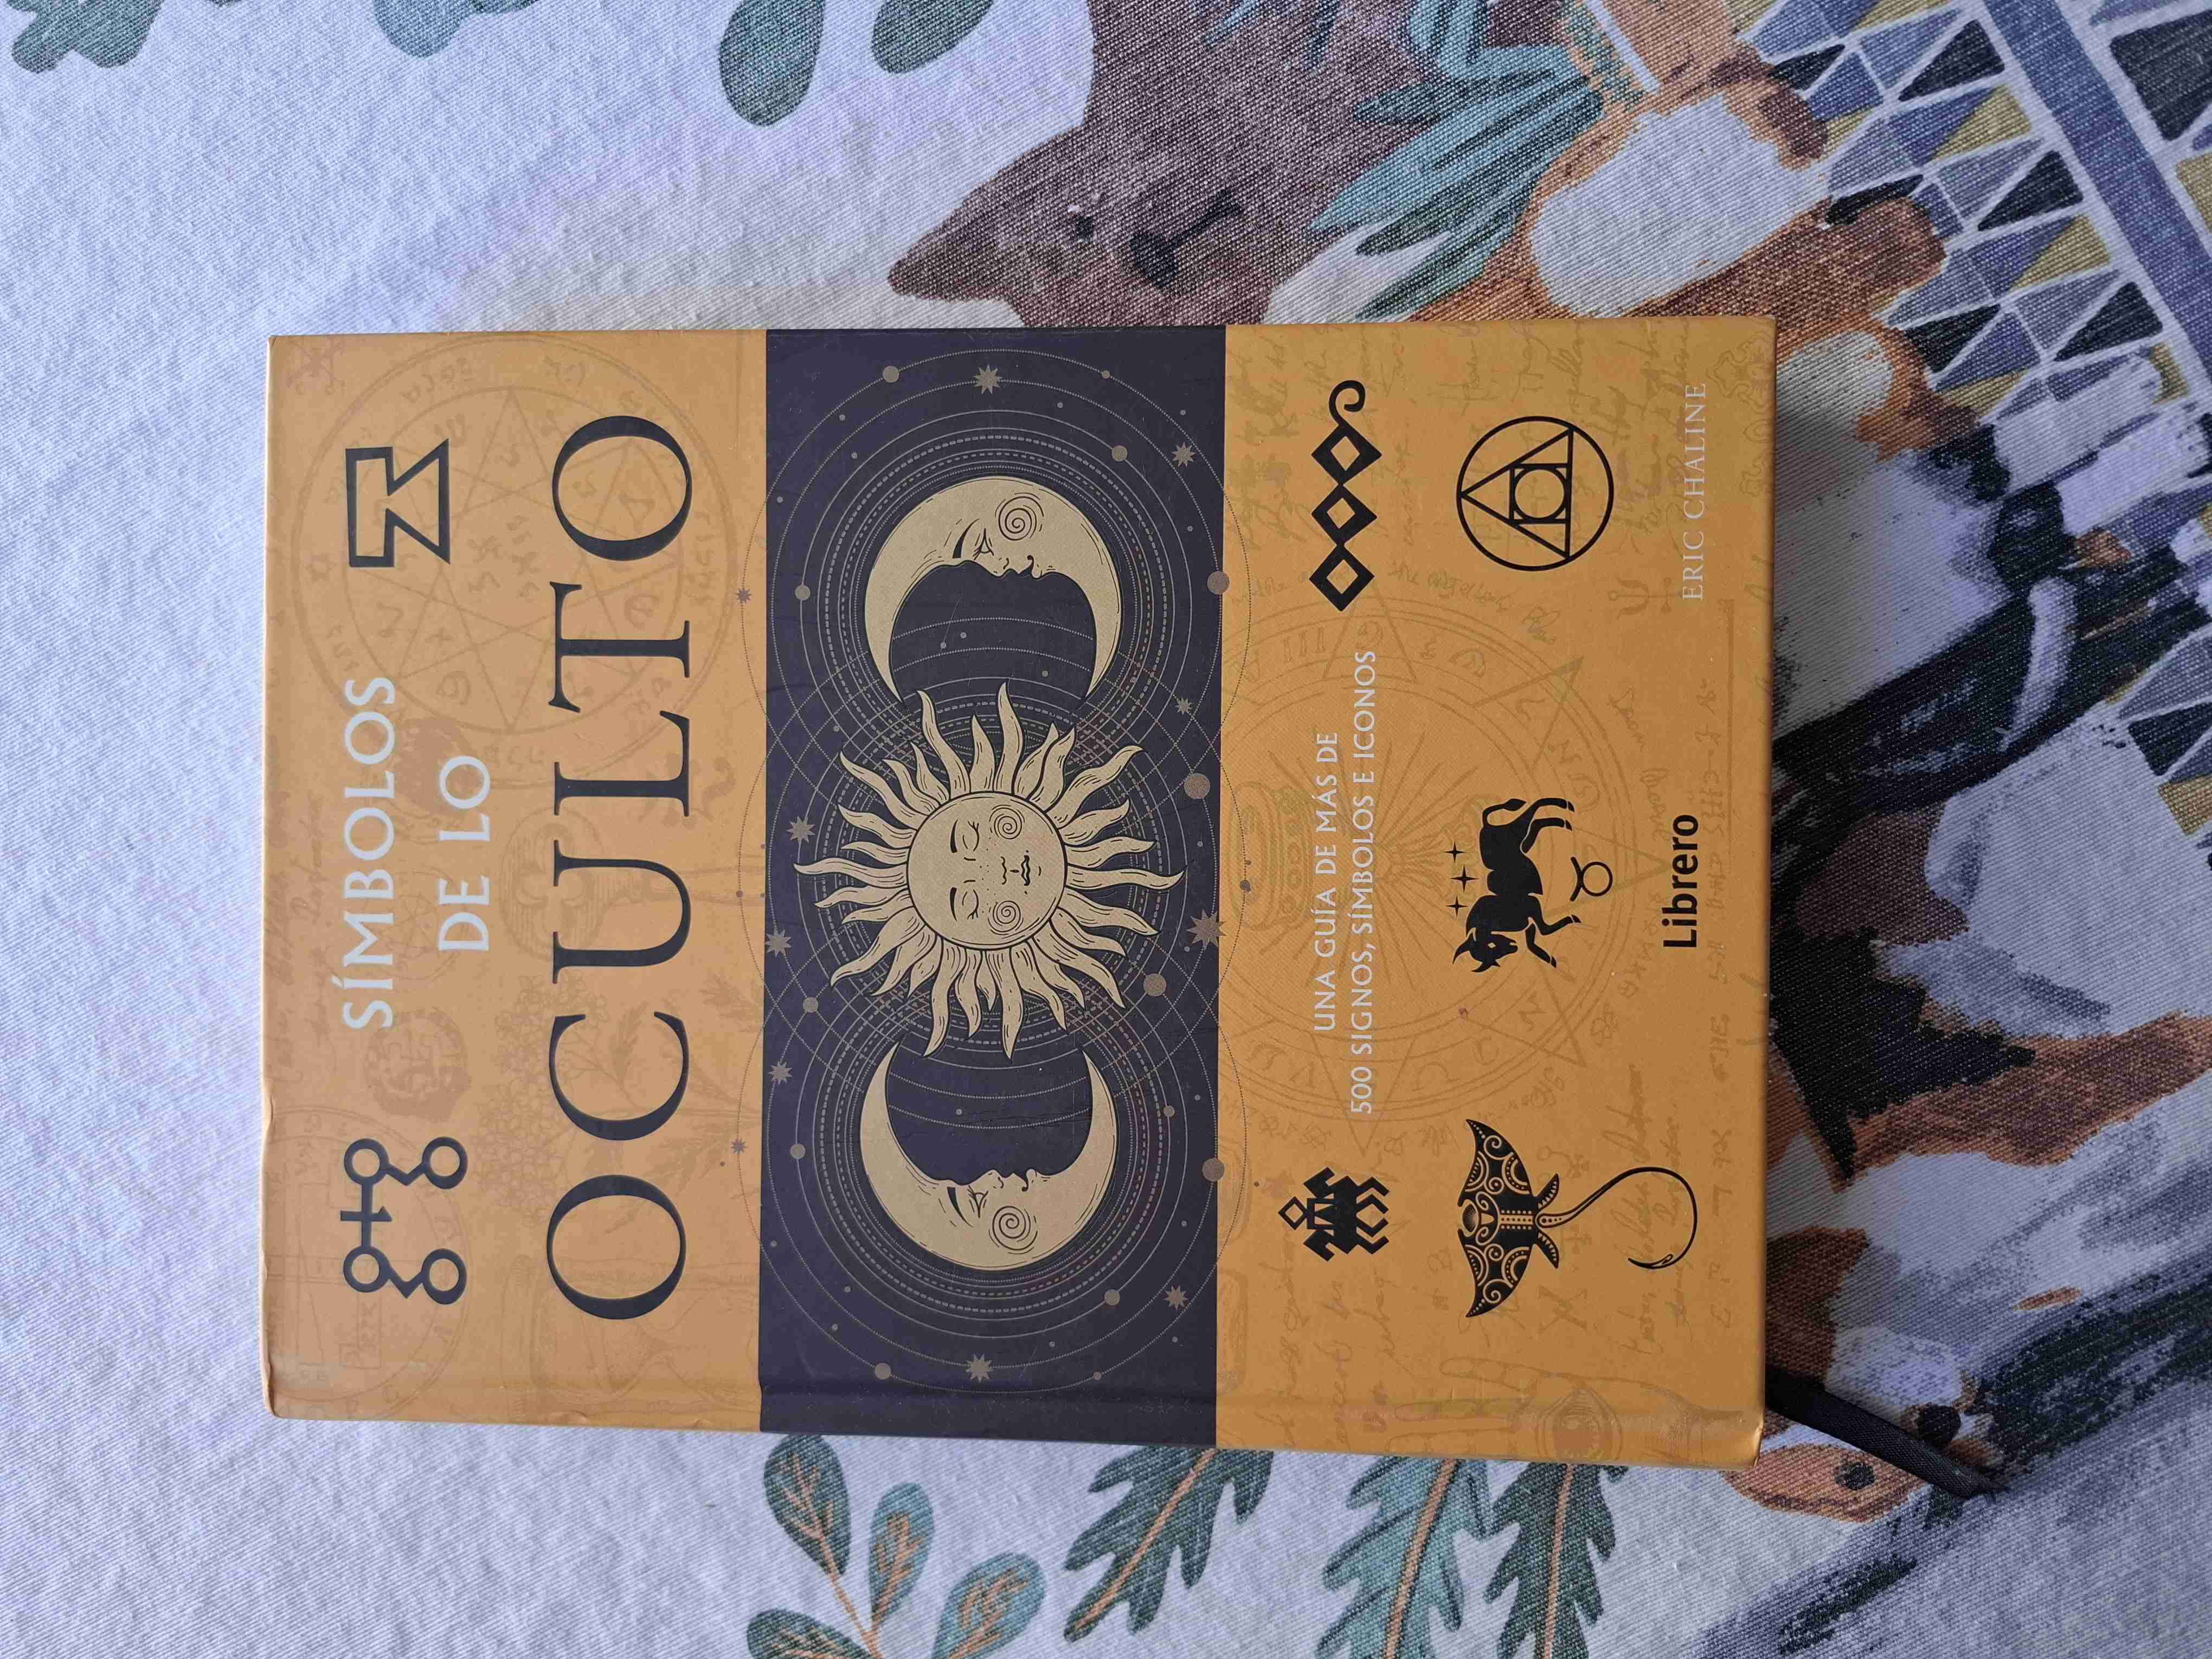 SÍMBOLOS
DE LO
OCULTO
UNA GUÍA DE MÁS DE
500 SIGNOS, SÍMBOLOS E ICONOS
Librero
ERIC CHALINE